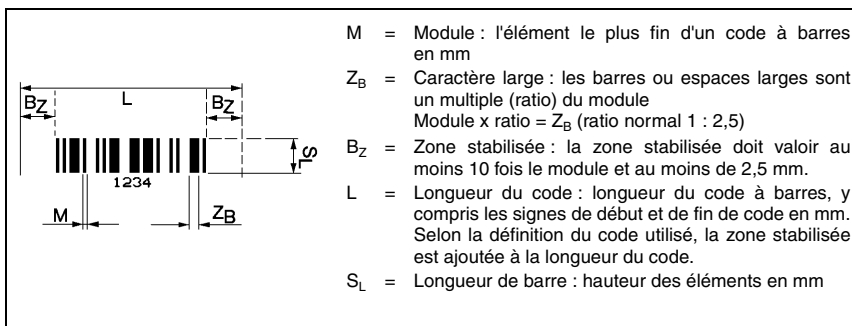 L
BZ
BZ
SL
1234
M
ZB
M = Module : l'élément le plus fin d'un code à barres
en mm
ZB = Caractère large : les barres ou espaces larges sont
un multiple (ratio) du module
Module x ratio = ZB (ratio normal 1 : 2,5)
BZ = Zone stabilisée : la zone stabilisée doit valoir au
moins 10 fois le module et au moins de 2,5 mm.
L = Longueur du code : longueur du code à barres, y
compris les signes de début et de fin de code en mm.
Selon la définition du code utilisé, la zone stabilisée
est ajoutée à la longueur du code.
SL = Longueur de barre : hauteur des éléments en mm